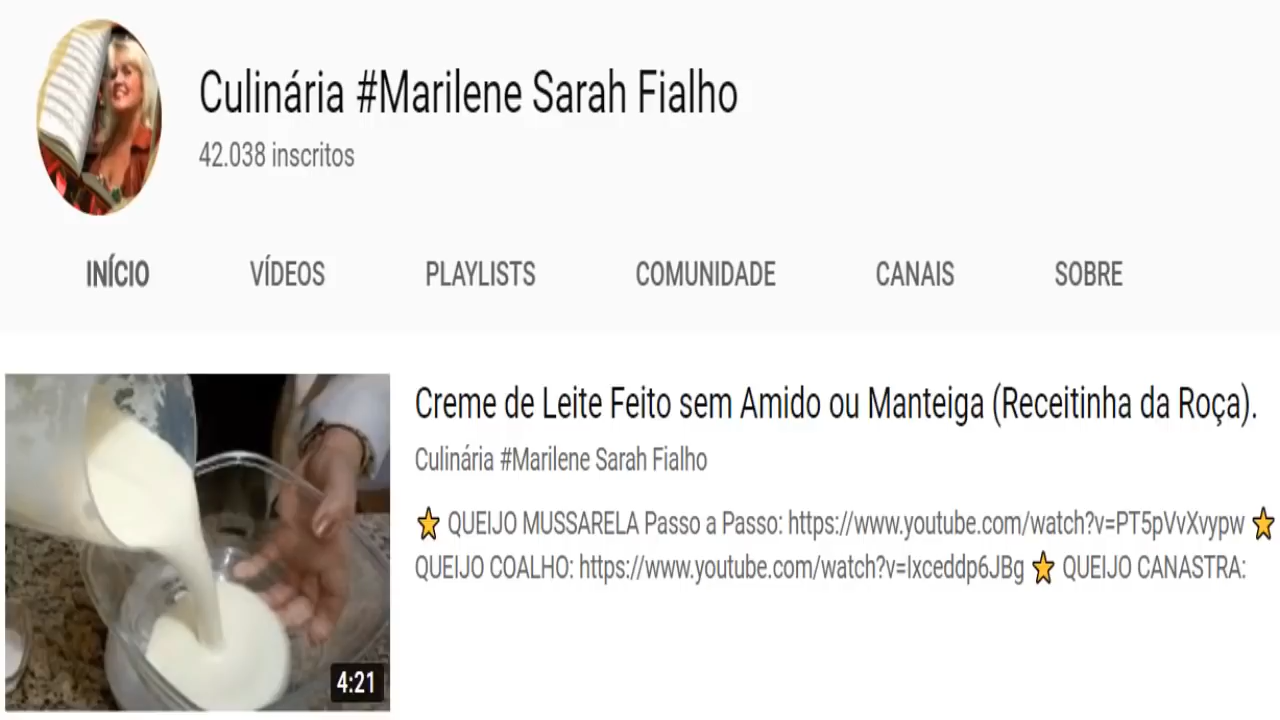 Culinária #Marilene Sarah Fialho
42.038 inscritos
INÍCIO VÍDEOS PLAYLISTS COMUNIDADE CANAIS SOBRE
Creme de Leite Feito sem Amido ou Manteiga (Receitinha da Roça).
Culinária #Marilene Sarah Fialho
⭐ QUEIJO MUSSARELA Passo a Passo: https://www.youtube.com/watch?v=PT5pVvXvypw ⭐
QUEIJO COALHO: https://www.youtube.com/watch?v=Ixceddp6JBg ⭐ QUEIJO CANASTRA:
4:21